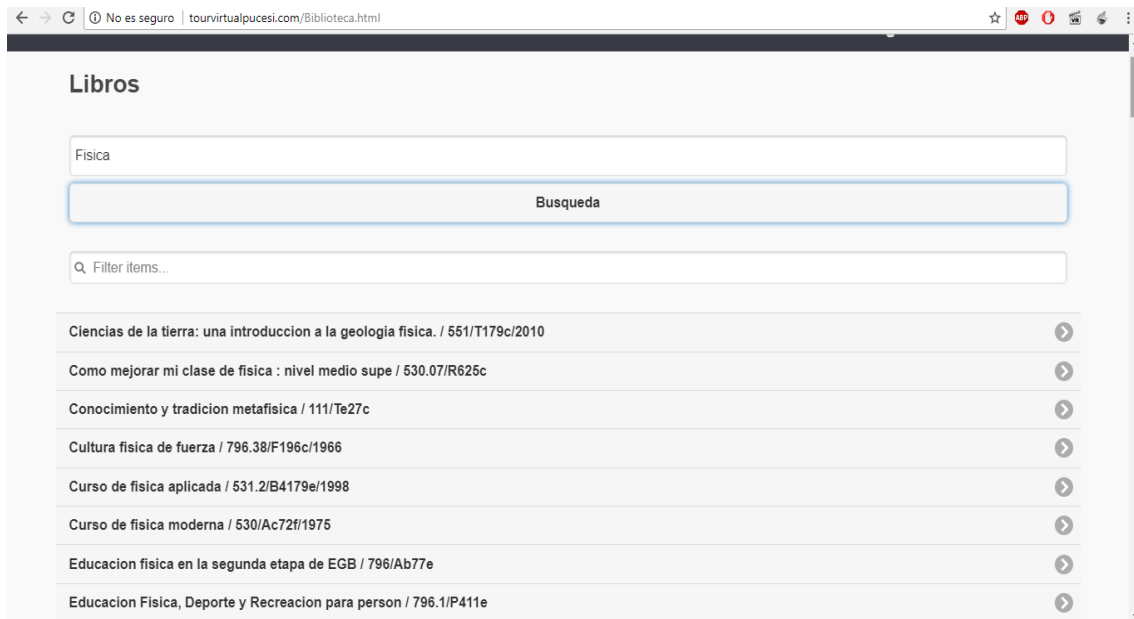 No es seguro | tourvirtualpucesi.com/Biblioteca.html
ABP
VR
Libros
Fisica
Busqueda
Filter items...
Ciencias de la tierra: una introduccion a la geologia fisica. / 551/T179c/2010
Como mejorar mi clase de fisica : nivel medio supe / 530.07/R625c
Conocimiento y tradicion metafisica / 111/Te27c
Cultura fisica de fuerza / 796.38/F196c/1966
Curso de fisica aplicada / 531.2/B4179e/1998
Curso de fisica moderna / 530/Ac72f/1975
Educacion fisica en la segunda etapa de EGB / 796/Ab77e
Educacion Fisica, Deporte y Recreacion para person / 796.1/P411e